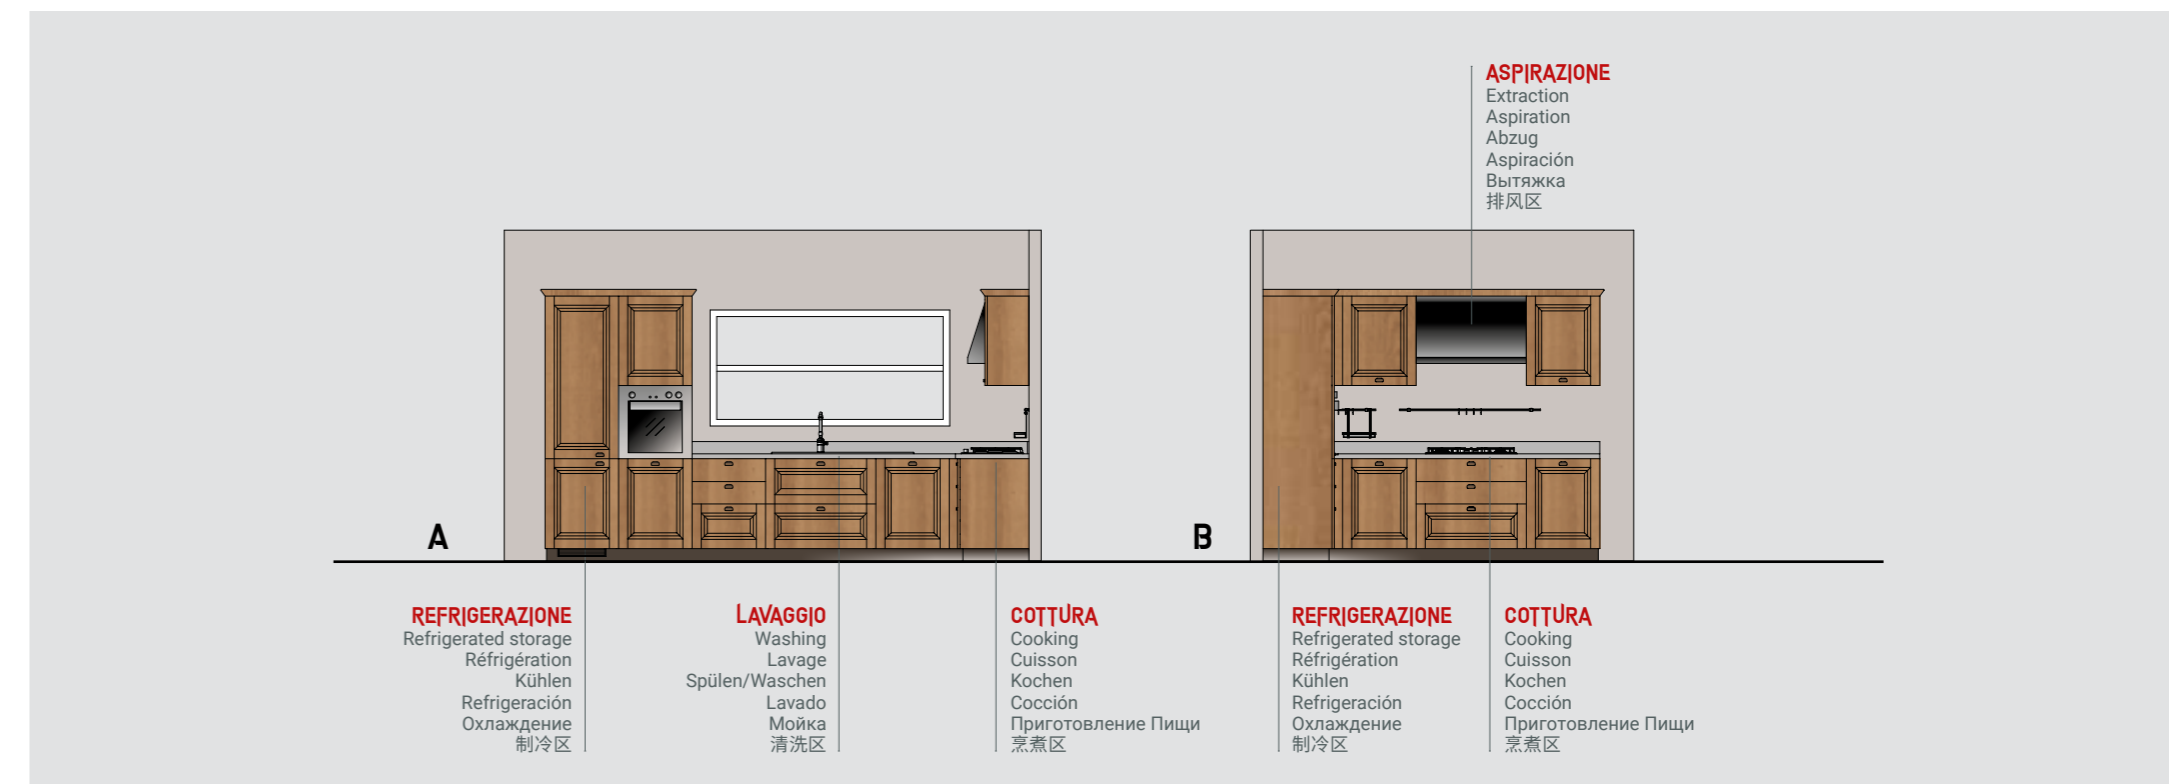 ASPIRAZIONE
Extraction
Aspiration
Abzug
Aspiración
Вытяжка
排风区
A
B
REFRIGERAZIONE
Refrigerated storage
Réfrigération
Kühlen
Refrigeración
Охлаждение
制冷区
LAVAGGIO
Washing
Lavage
Spülen/Waschen
Lavado
Мойка
清洗区
COTTURA
Cooking
Cuisson
Kochen
Cocción
Приготовление Пищи
烹煮区
REFRIGERAZIONE
Refrigerated storage
Réfrigération
Kühlen
Refrigeración
Охлаждение
制冷区
COTTURA
Cooking
Cuisson
Kochen
Cocción
Приготовление Пищи
烹煮区